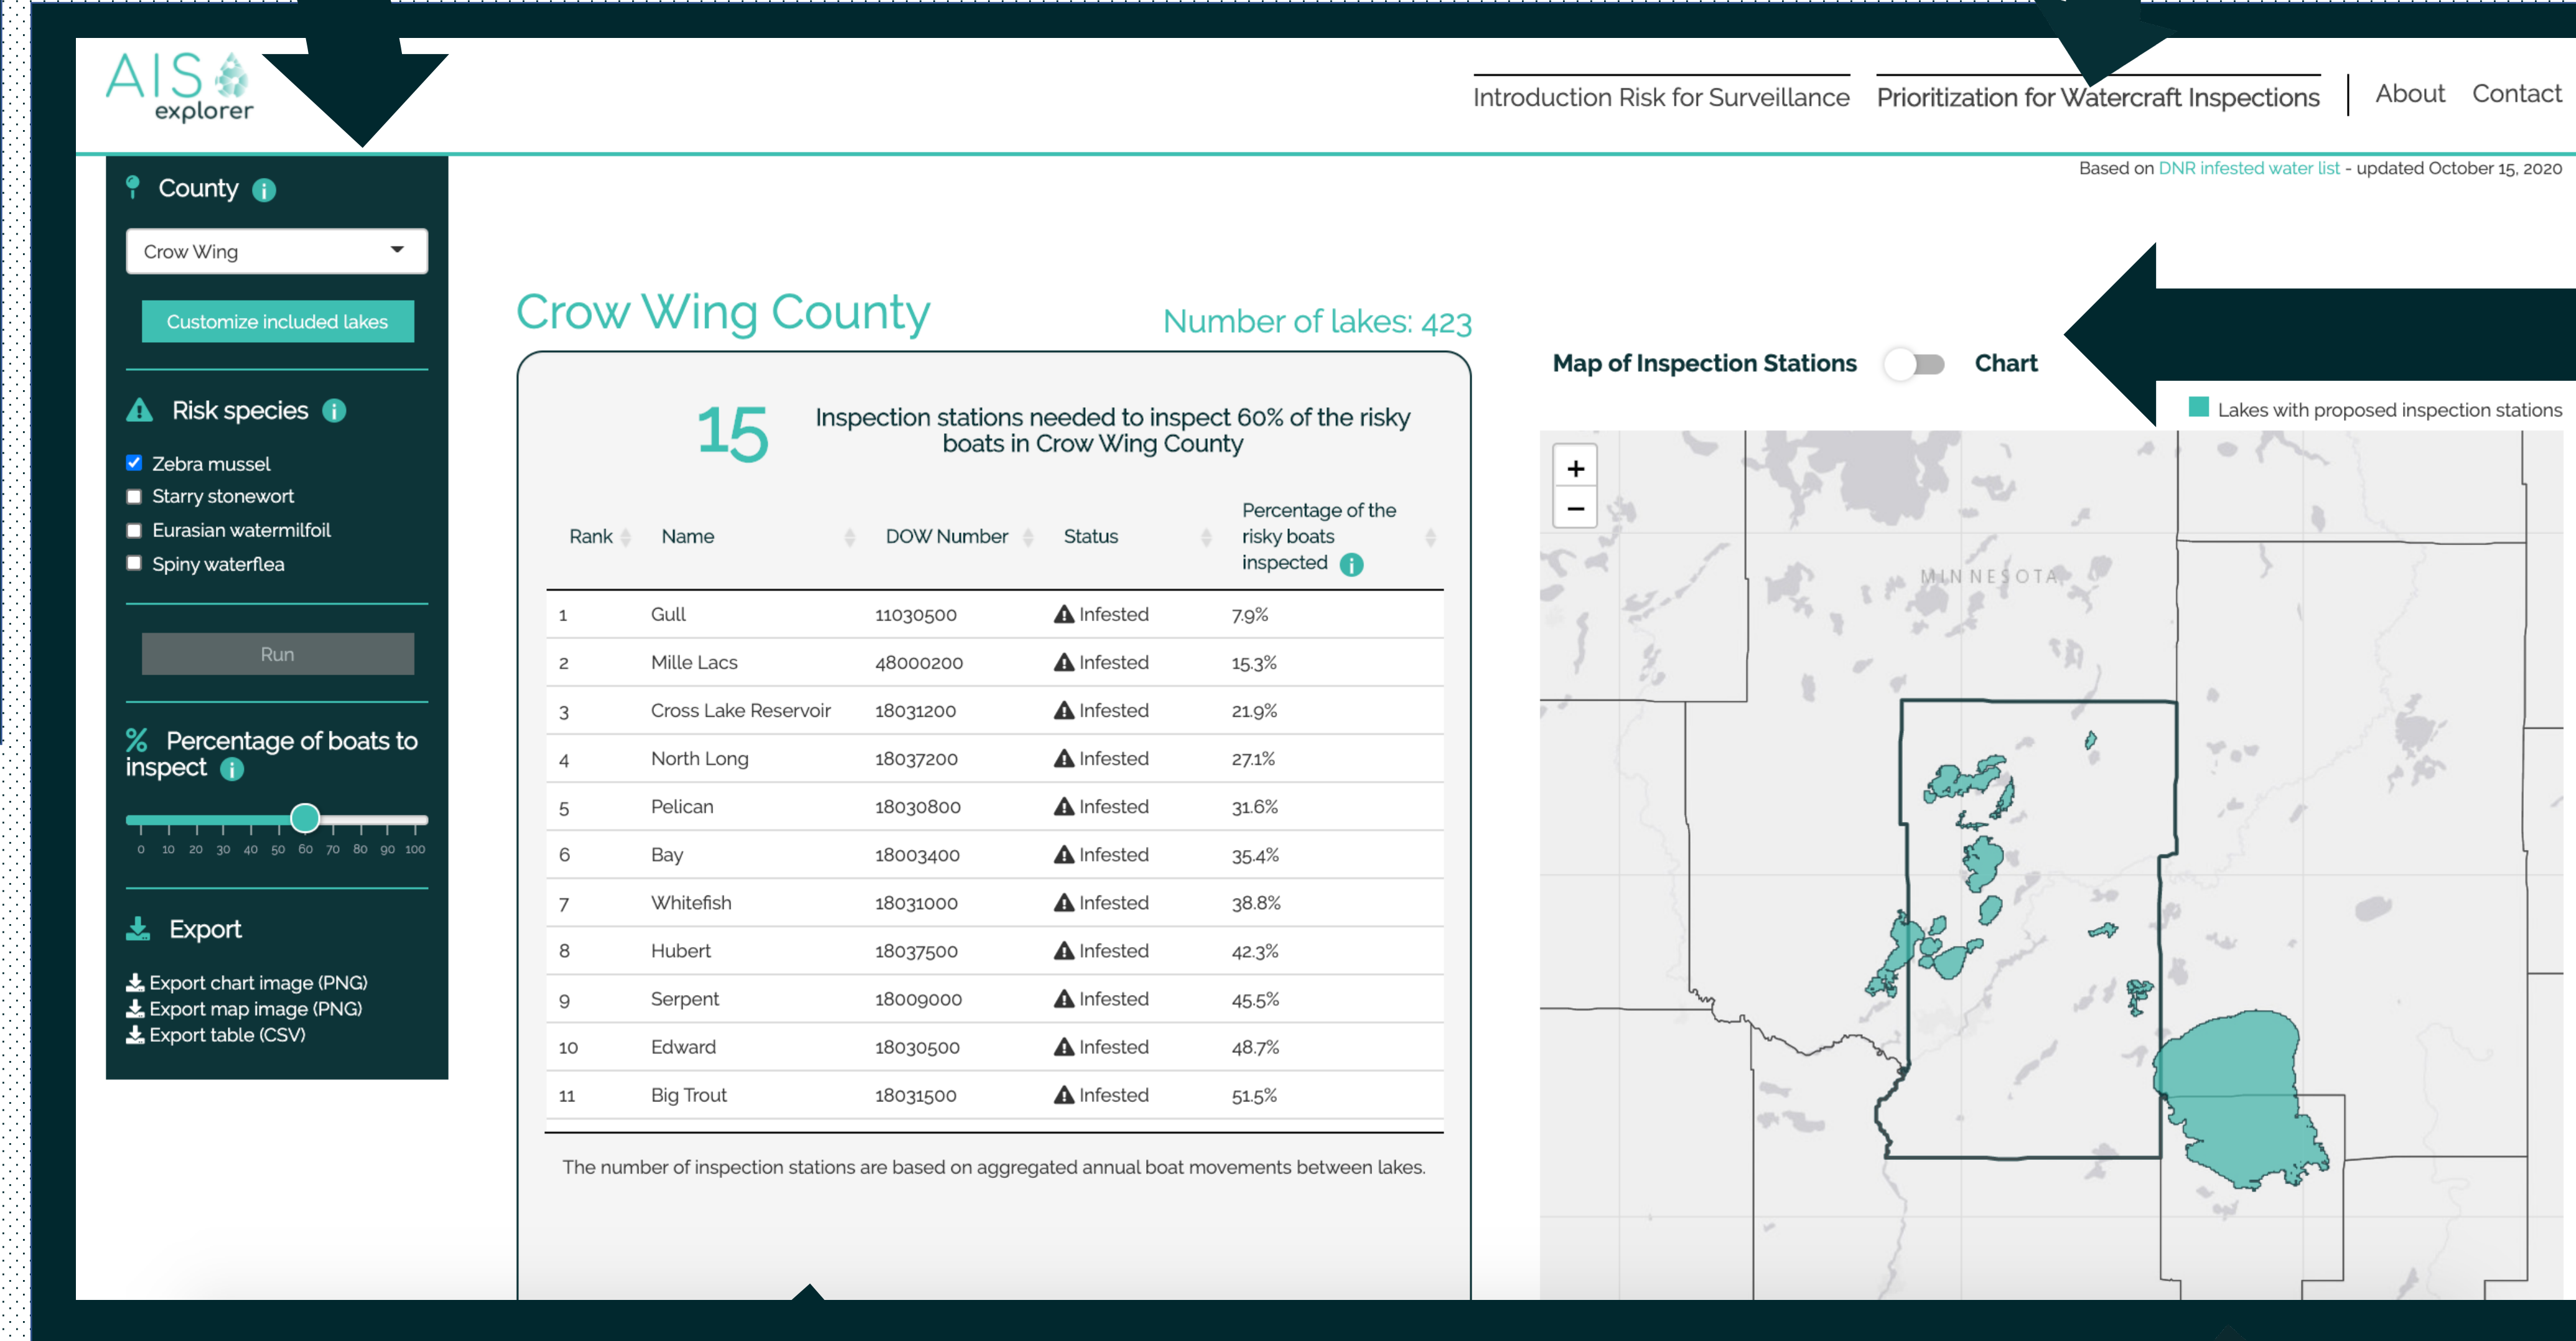 AIS
explorer
Introduction Risk for Surveillance
Prioritization for Watercraft Inspections
About
Contact
Based on DNR infested water list - updated October 15, 2020
County
Crow Wing
Customize included lakes
Risk species
Zebra mussel
Starry stonewort
Eurasian watermilfoil
Spiny waterflea
Run
% Percentage of boats to
inspect
0 10 20 30 40 50 60 70 80 90 100
Export
Export chart image (PNG)
Export map image (PNG)
Export table (CSV)
Crow Wing County
Number of lakes: 423
15
Inspection stations needed to inspect 60% of the risky
boats in Crow Wing County
Rank Name DOW Number Status Percentage of the
risky boats
inspected
1 Gull 11030500 Infested 7.9%
2 Mille Lacs 48000200 Infested 15.3%
3 Cross Lake Reservoir 18031200 Infested 21.9%
4 North Long 18037200 Infested 27.1%
5 Pelican 18030800 Infested 31.6%
6 Bay 18003400 Infested 35.4%
7 Whitefish 18031000 Infested 38.8%
8 Hubert 18037500 Infested 42.3%
9 Serpent 18009000 Infested 45.5%
10 Edward 18030500 Infested 48.7%
11 Big Trout 18031500 Infested 51.5%
The number of inspection stations are based on aggregated annual boat movements between lakes.
Map of Inspection Stations
Chart
Lakes with proposed inspection stations
+
−
MINNESOTA